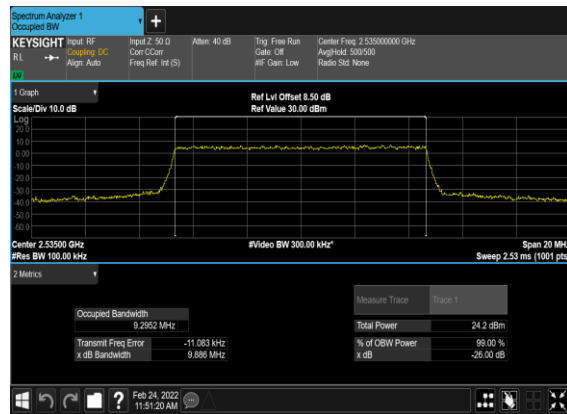 Spectrum Analyzer 1
Occupied BW
KEYSIGHT Input: RF Input Z: 50 Ω Atten: 40 dB Trig: Free Run Center Freq: 2.535000000 GHz
RL Coupling: DC Corr CCorr Gate: Off Avg|Hold: 500/500
Align: Auto Freq Ref: Int (S) #IF Gain: Low Radio Std: None
1 Graph
Ref Lvl Offset 8.50 dB
Scale/Div 10.0 dB Ref Value 30.00 dBm
Log
20.0
10.0
0.00
-10.0
-20.0
-30.0
-40.0
-50.0
-60.0
Center 2.53500 GHz #Video BW 300.00 kHz* Span 20 MHz
#Res BW 100.00 kHz Sweep 2.53 ms (1001 pts
2 Metrics
Measure Trace Trace 1
Occupied Bandwidth
9.2952 MHz Total Power 24.2 dBm
Transmit Freq Error -11.083 kHz % of OBW Power 99.00 %
x dB Bandwidth 9.886 MHz x dB -26.00 dB
Feb 24, 2022
11:51:20 AM